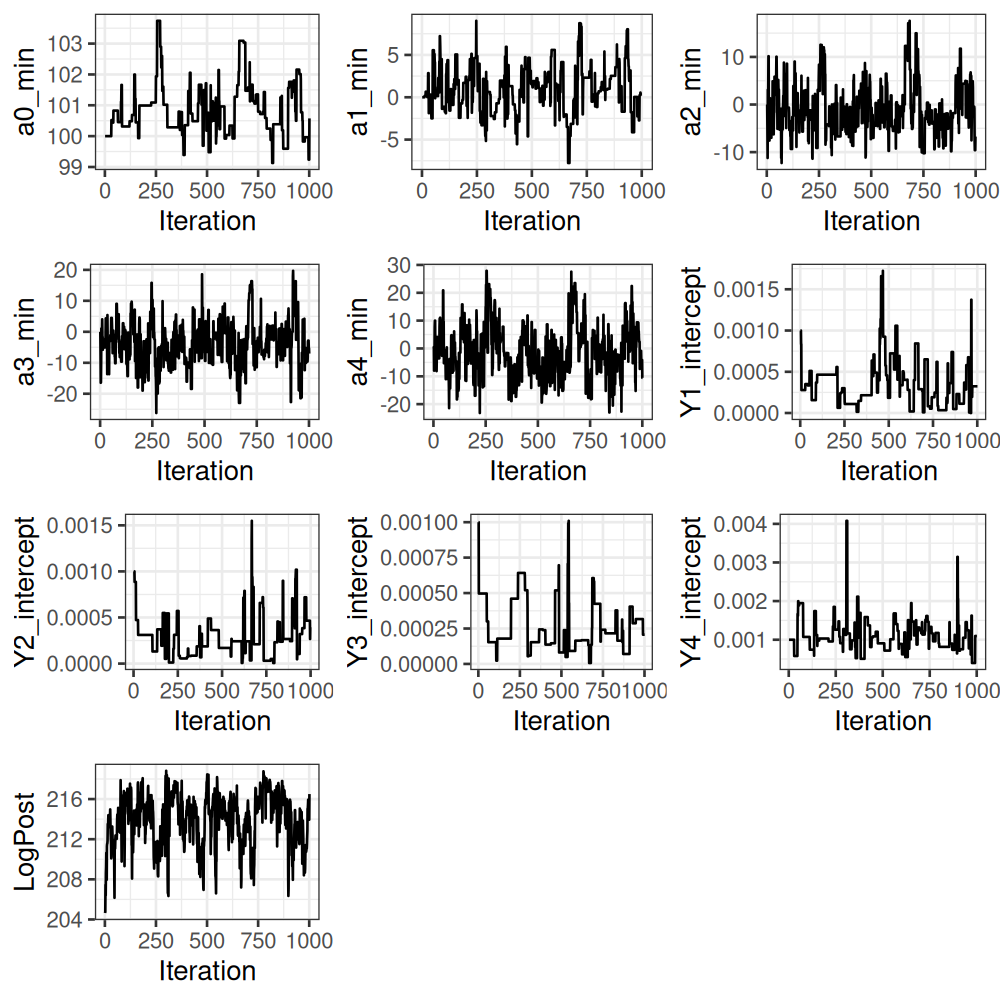 a0_min
103
102
101
100
99
0 250 500 750 1000
Iteration
a1_min
5
0
-5
0 250 500 750 1000
Iteration
a2_min
10
0
-10
0 250 500 750 1000
Iteration
a3_min
20
10
0
-10
-20
0 250 500 750 1000
Iteration
a4_min
30
20
10
0
-10
-20
0 250 500 750 1000
Iteration
Y1_intercept
0.0015
0.0010
0.0005
0.0000
0 250 500 750 1000
Iteration
Y2_intercept
0.0015
0.0010
0.0005
0.0000
0 250 500 750 1000
Iteration
Y3_intercept
0.00100
0.00075
0.00050
0.00025
0.00000
0 250 500 750 1000
Iteration
Y4_intercept
0.004
0.003
0.002
0.001
0 250 500 750 1000
Iteration
LogPost
216
212
208
204
0 250 500 750 1000
Iteration